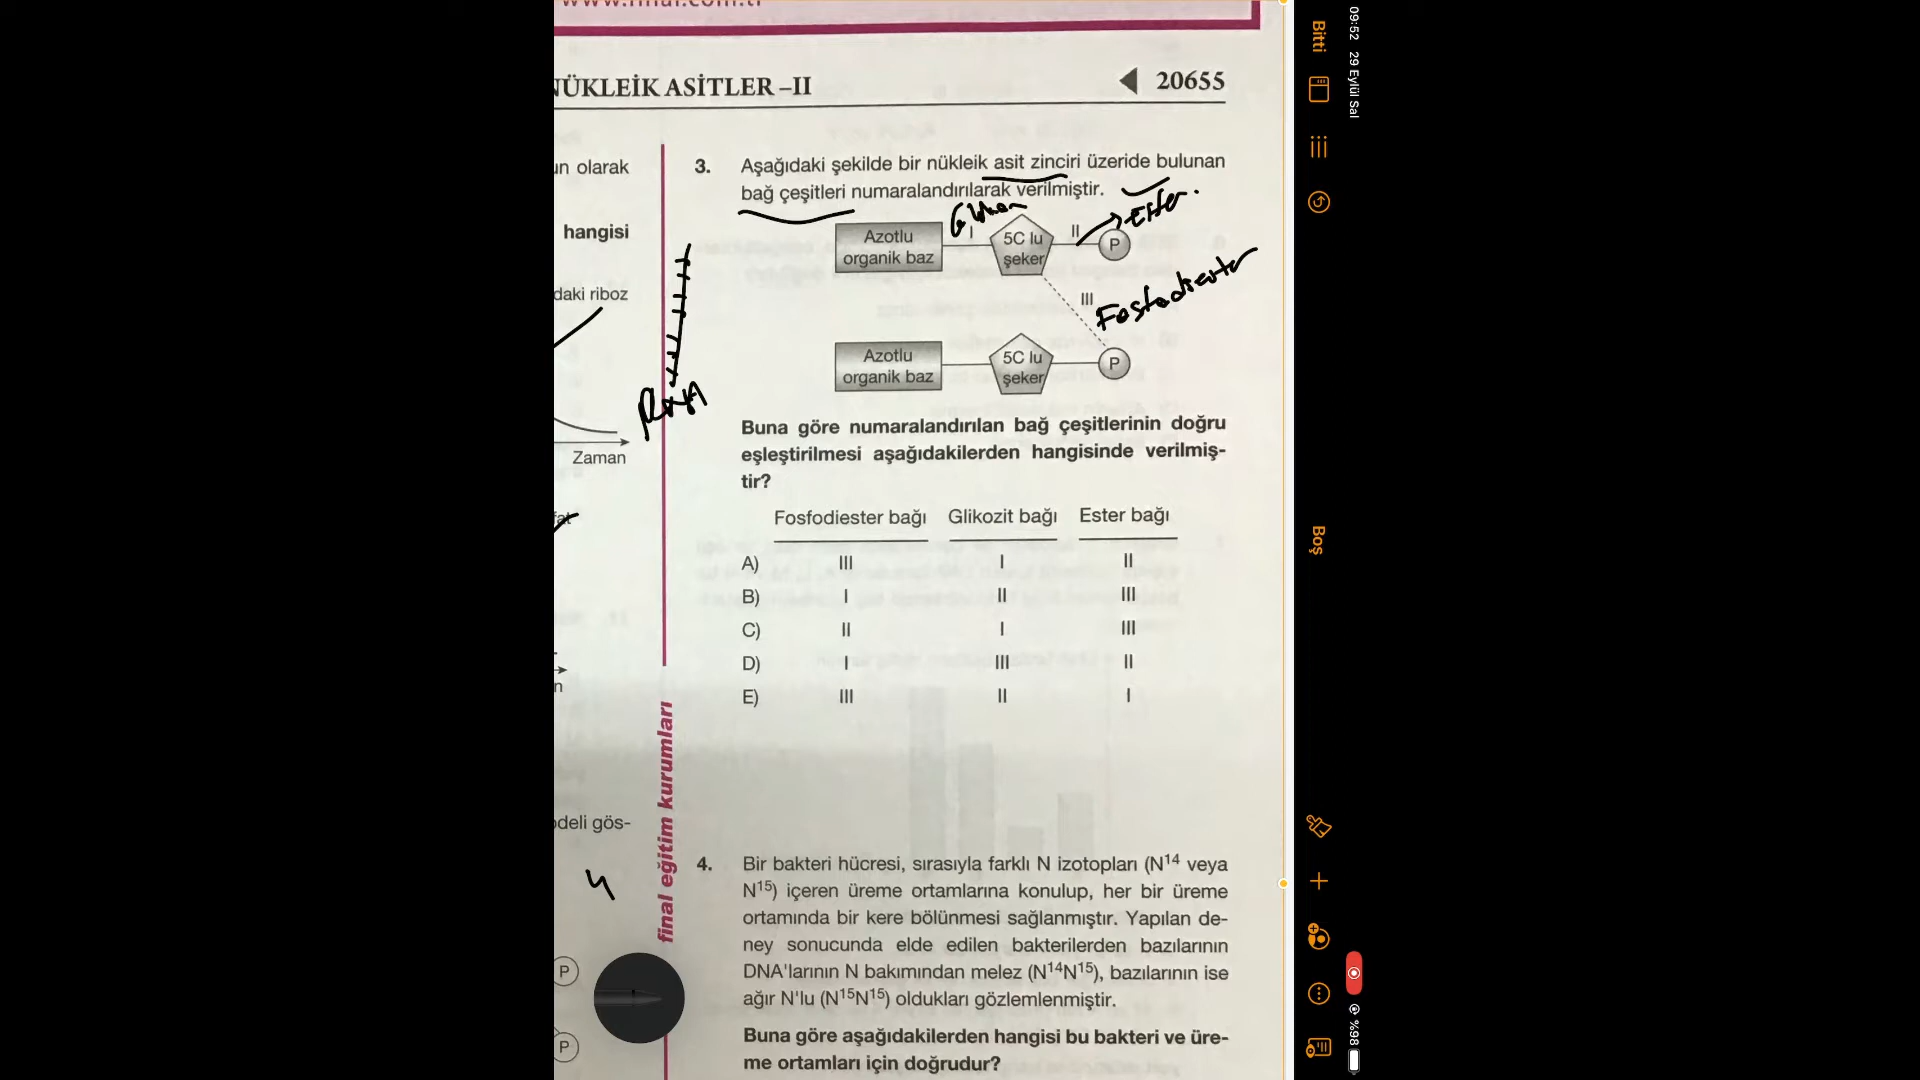 NÜKLEİK ASİTLER –II
20655
un olarak
hangisi
daki riboz
Zaman
fat
n
odeli gös-
4
P
P
RNA
final eğitim kurumları
3. Aşağıdaki şekilde bir nükleik asit zinciri üzeride bulunan
bağ çeşitleri numaralandırılarak verilmiştir.
Ester.
Azotlu
organik baz
I
5C lu
şeker
II
P
III
Fosfodiester
Azotlu
organik baz
5C lu
şeker
P
Buna göre numaralandırılan bağ çeşitlerinin doğru
eşleştirilmesi aşağıdakilerden hangisinde verilmiş-
tir?
Fosfodiester bağı Glikozit bağı Ester bağı
A) III I II
B) I II III
C) II I III
D) I III II
E) III II I
4. Bir bakteri hücresi, sırasıyla farklı N izotopları (N14 veya
N15) içeren üreme ortamlarına konulup, her bir üreme
ortamında bir kere bölünmesi sağlanmıştır. Yapılan de-
ney sonucunda elde edilen bakterilerden bazılarının
DNA'larının N bakımından melez (N14N15), bazılarının ise
ağır N'lu (N15N15) oldukları gözlemlenmiştir.
Buna göre aşağıdakilerden hangisi bu bakteri ve üre-
me ortamları için doğrudur?
09:52 29 Eylül Sal
Bitti
Boş
%98